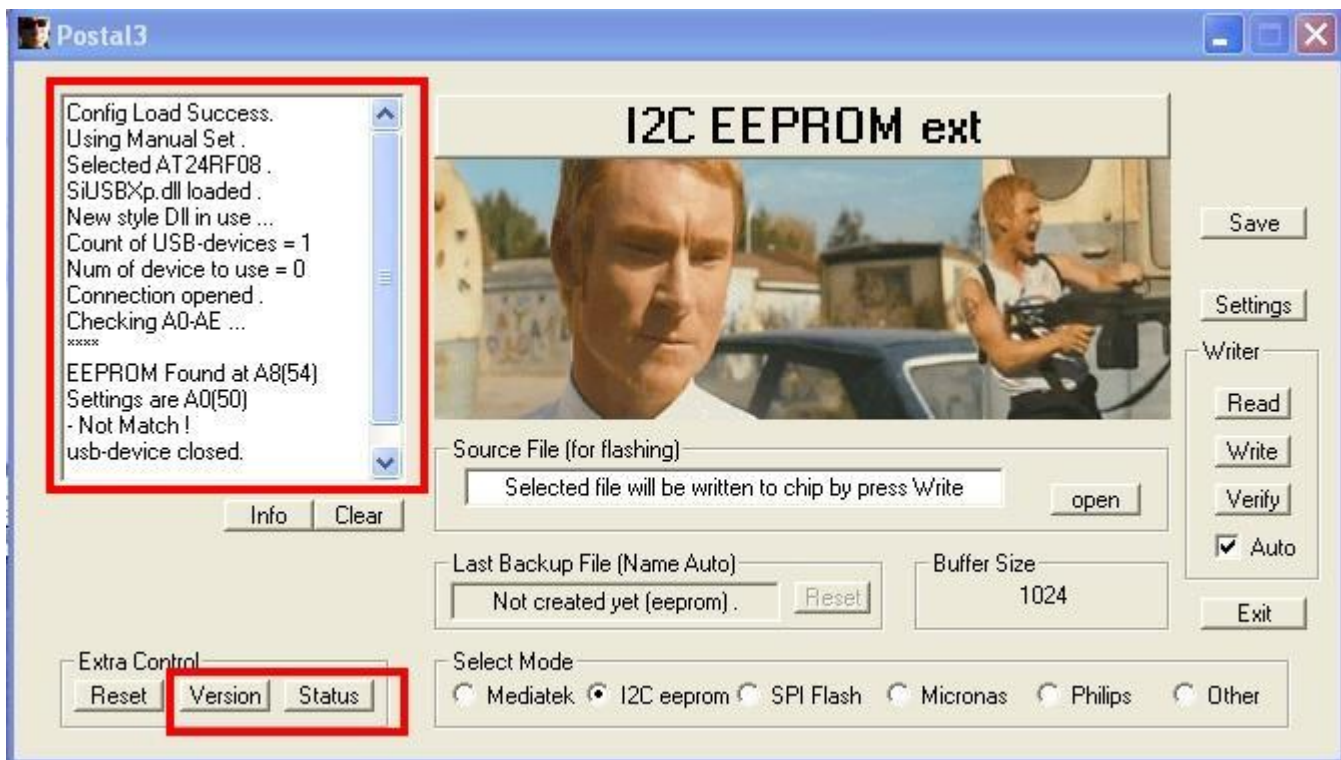 Postal3
Config Load Success.
Using Manual Set .
Selected AT24RF08 .
SiUSBXp.dll loaded .
New style Dll in use ...
Count of USB-devices = 1
Num of device to use = 0
Connection opened .
Checking A0-AE ...
****
EEPROM Found at A8(54)
Settings are A0(50)
- Not Match !
usb-device closed.
Info Clear
I2C EEPROM ext
Save
Settings
Writer
Read
Write
Verify
Auto
Exit
Source File (for flashing)
Selected file will be written to chip by press Write
open
Last Backup File (Name Auto)
Not created yet (eeprom) .
Reset
Buffer Size
1024
Extra Control
Reset Version Status
Select Mode
Mediatek I2C eeprom SPI Flash Micronas Philips Other